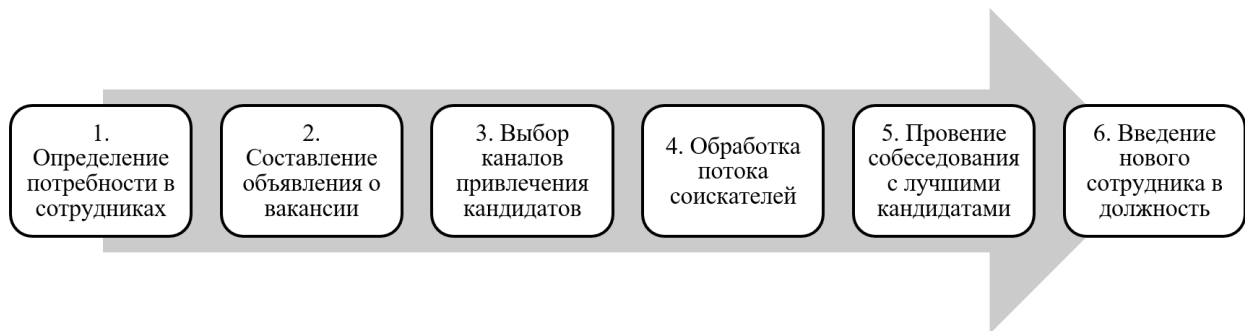 1.
Определение
потребности в
сотрудниках
2.
Составление
объявления о
вакансии
3. Выбор
каналов
привлечения
кандидатов
4. Обработка
потока
соискателей
5. Провение
собеседования
с лучшими
кандидатами
6. Введение
нового
сотрудника в
должность